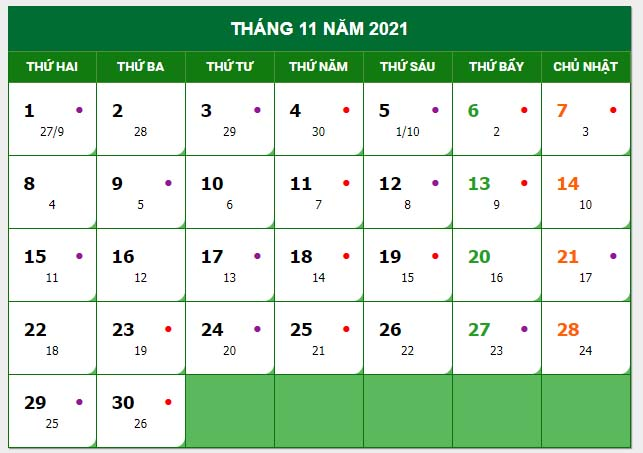 THÁNG 11 NĂM 2021
THỨ HAI THỨ BA THỨ TƯ THỨ NĂM THỨ SÁU THỨ BẨY CHỦ NHẬT
1 2 3 4 5 6 7
27/9 28 29 30 1/10 2 3
8 9 10 11 12 13 14
4 5 6 7 8 9 10
15 16 17 18 19 20 21
11 12 13 14 15 16 17
22 23 24 25 26 27 28
18 19 20 21 22 23 24
29 30
25 26